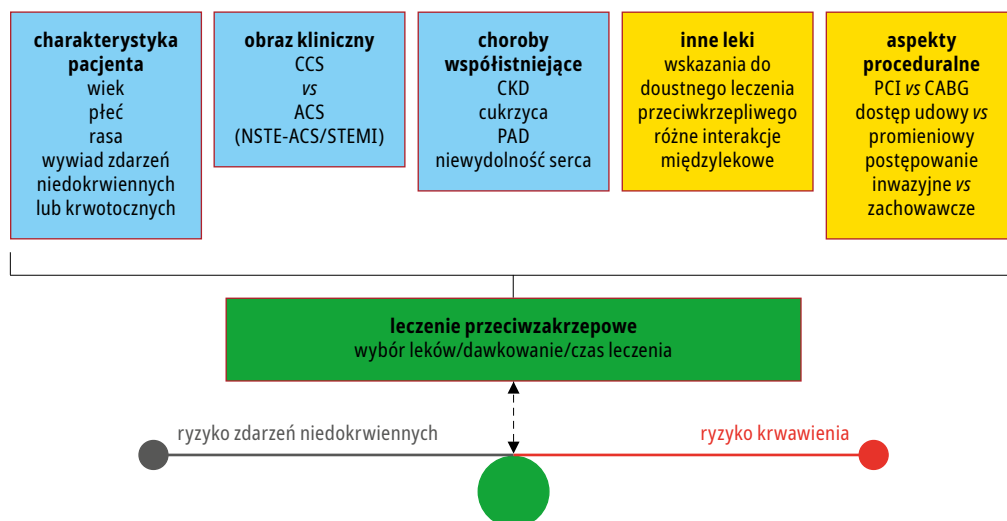 charakterystyka
pacjenta
wiek
płeć
rasa
wywiad zdarzeń
niedokrwiennych
lub krwotocznych
obraz kliniczny
CCS
vs
ACS
(NSTE-ACS/STEMI)
choroby
współistniejące
CKD
cukrzyca
PAD
niewydolność serca
inne leki
wskazania do
doustnego leczenia
przeciwkrzepliwego
różne interakcje
międzylekowe
aspekty
proceduralne
PCI vs CABG
dostęp udowy vs
promieniowy
postępowanie
inwazyjne vs
zachowawcze
leczenie przeciwzakrzepowe
wybór leków/dawkowanie/czas leczenia
ryzyko zdarzeń niedokrwiennych
ryzyko krwawienia